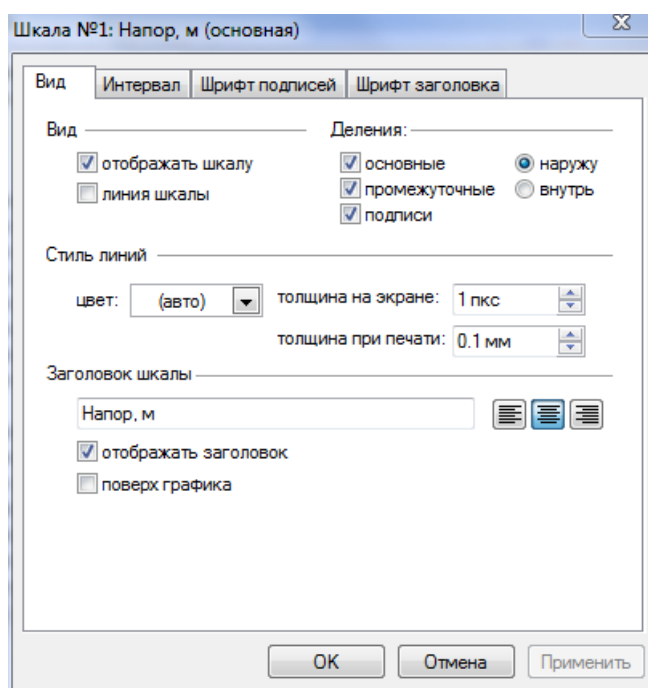 Шкала №1: Напор, м (основная)
Вид Интервал Шрифт подписей Шрифт заголовка
Вид Деления:
отображать шкалу основные наружу
линия шкалы промежуточные внутрь
подписи
Стиль линий
цвет: (авто) толщина на экране: 1 пкс
толщина при печати: 0.1 мм
Заголовок шкалы
Напор, м
отображать заголовок
поверх графика
OK Отмена Применить